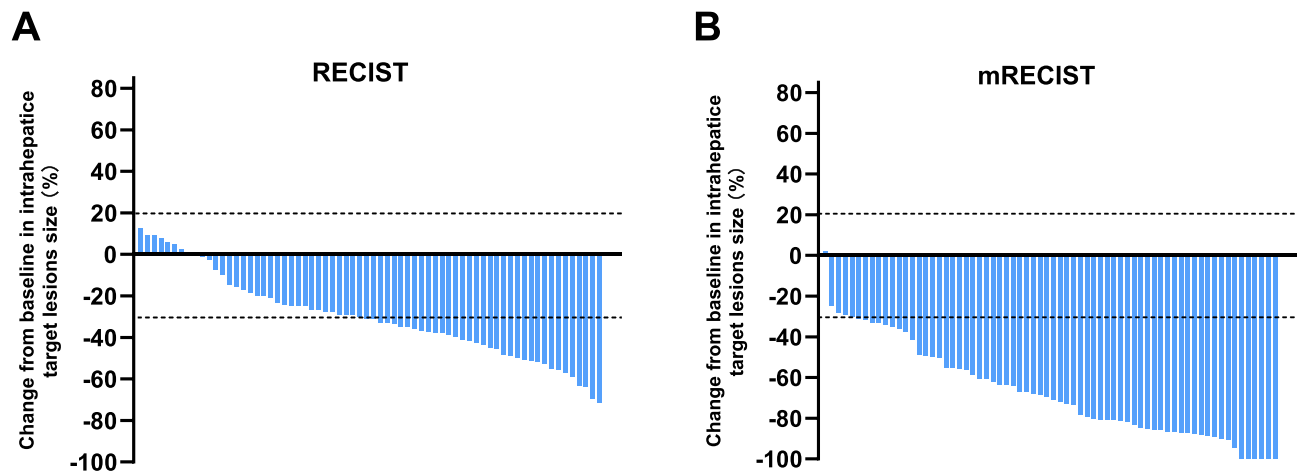 A
RECIST
Change from baseline in intrahepatice
target lesions size (%)
80
60
40
20
0
-20
-40
-60
-80
-100
B
mRECIST
Change from baseline in intrahepatice
target lesions size (%)
80
60
40
20
0
-20
-40
-60
-80
-100